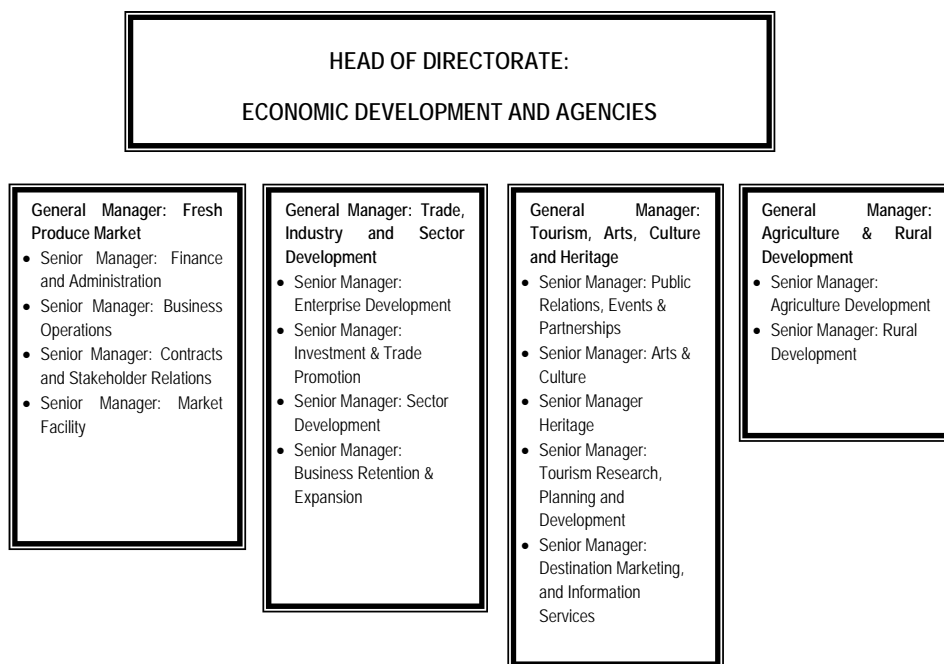 HEAD OF DIRECTORATE:
ECONOMIC DEVELOPMENT AND AGENCIES
General Manager: Fresh
Produce Market
• Senior Manager: Finance
and Administration
• Senior Manager: Business
Operations
• Senior Manager: Contracts
and Stakeholder Relations
• Senior Manager: Market
Facility
General Manager: Trade,
Industry and Sector
Development
• Senior Manager:
Enterprise Development
• Senior Manager:
Investment & Trade
Promotion
• Senior Manager: Sector
Development
• Senior Manager:
Business Retention &
Expansion
General Manager:
Tourism, Arts, Culture
and Heritage
• Senior Manager: Public
Relations, Events &
Partnerships
• Senior Manager: Arts &
Culture
• Senior Manager
Heritage
• Senior Manager:
Tourism Research,
Planning and
Development
• Senior Manager:
Destination Marketing,
and Information
Services
General Manager:
Agriculture & Rural
Development
• Senior Manager:
Agriculture Development
• Senior Manager: Rural
Development